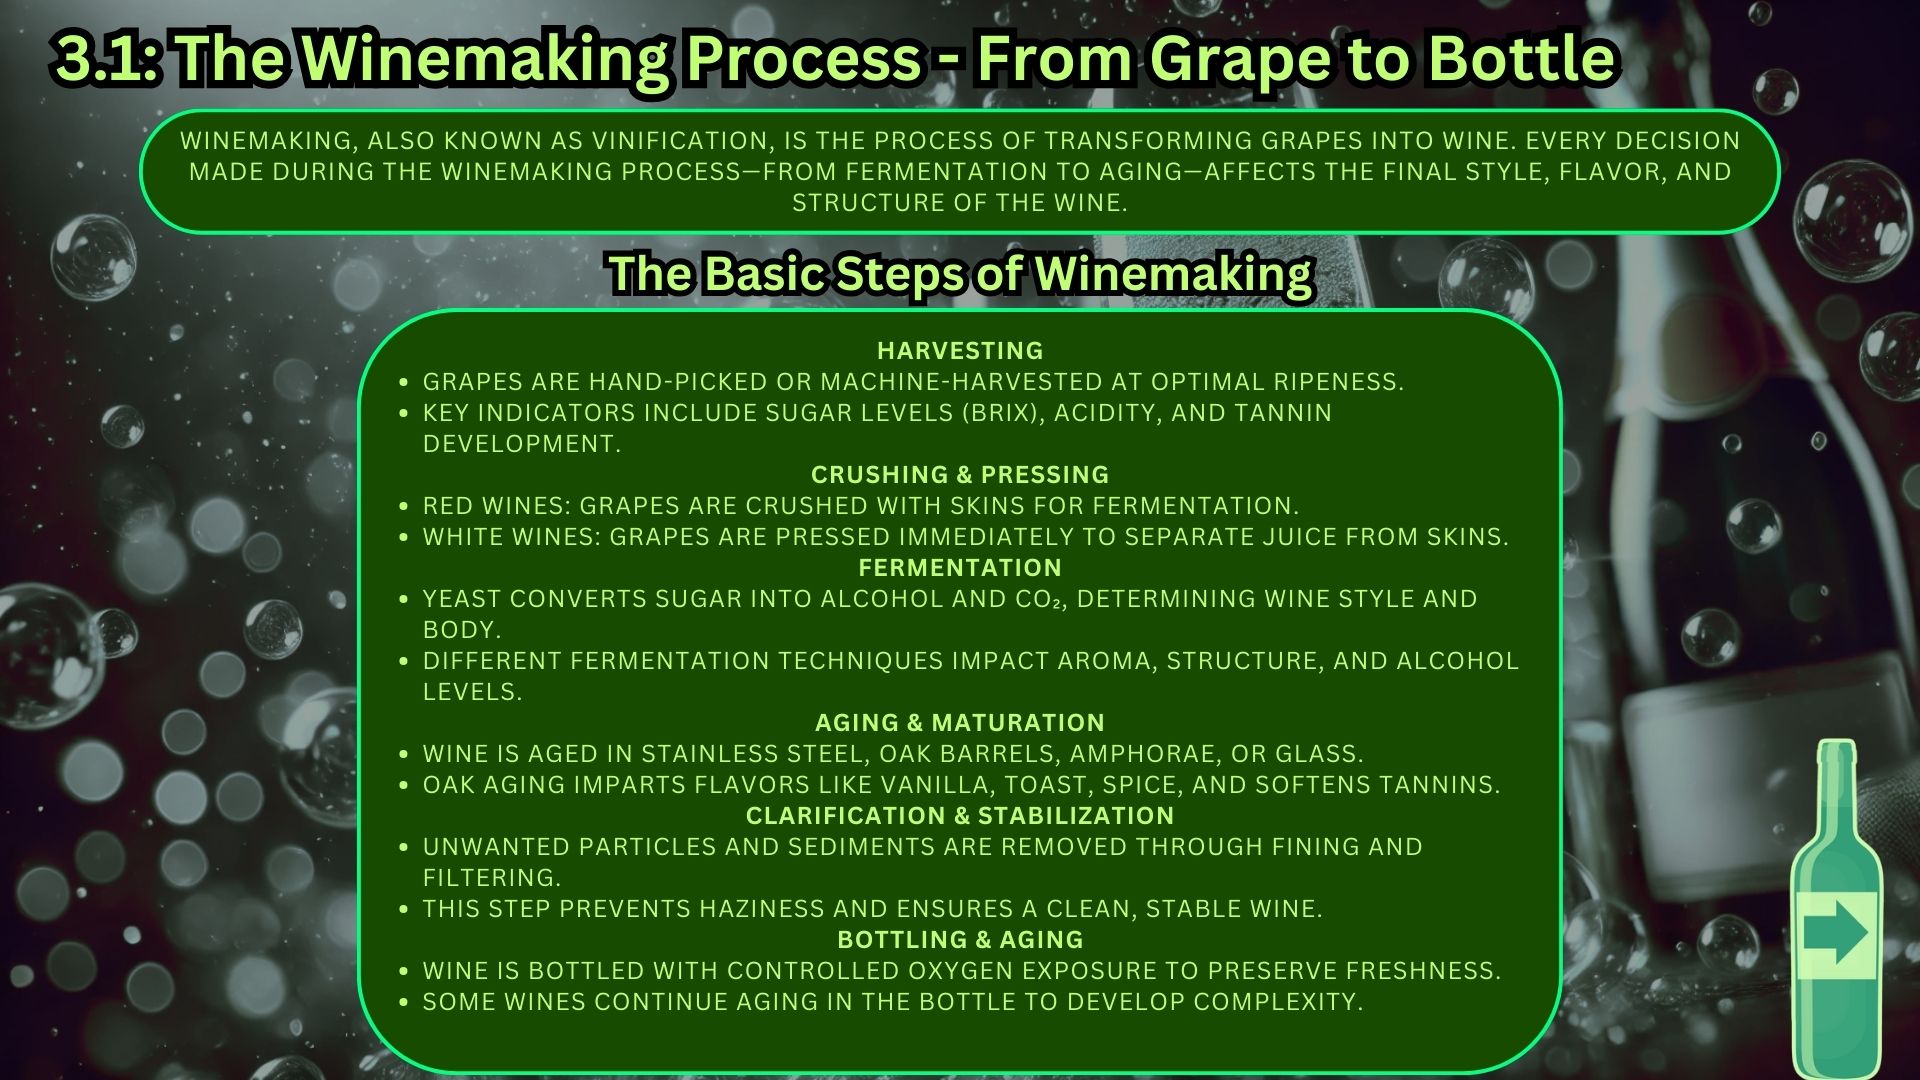 3.1: The Winemaking Process - From Grape to Bottle
WINEMAKING, ALSO KNOWN AS VINIFICATION, IS THE PROCESS OF TRANSFORMING GRAPES INTO WINE. EVERY DECISION
MADE DURING THE WINEMAKING PROCESS—FROM FERMENTATION TO AGING—AFFECTS THE FINAL STYLE, FLAVOR, AND
STRUCTURE OF THE WINE.
The Basic Steps of Winemaking
HARVESTING
• GRAPES ARE HAND-PICKED OR MACHINE-HARVESTED AT OPTIMAL RIPENESS.
• KEY INDICATORS INCLUDE SUGAR LEVELS (BRIX), ACIDITY, AND TANNIN
DEVELOPMENT.
CRUSHING & PRESSING
• RED WINES: GRAPES ARE CRUSHED WITH SKINS FOR FERMENTATION.
• WHITE WINES: GRAPES ARE PRESSED IMMEDIATELY TO SEPARATE JUICE FROM SKINS.
FERMENTATION
• YEAST CONVERTS SUGAR INTO ALCOHOL AND CO₂, DETERMINING WINE STYLE AND
BODY.
• DIFFERENT FERMENTATION TECHNIQUES IMPACT AROMA, STRUCTURE, AND ALCOHOL
LEVELS.
AGING & MATURATION
• WINE IS AGED IN STAINLESS STEEL, OAK BARRELS, AMPHORAE, OR GLASS.
• OAK AGING IMPARTS FLAVORS LIKE VANILLA, TOAST, SPICE, AND SOFTENS TANNINS.
CLARIFICATION & STABILIZATION
• UNWANTED PARTICLES AND SEDIMENTS ARE REMOVED THROUGH FINING AND
FILTERING.
• THIS STEP PREVENTS HAZINESS AND ENSURES A CLEAN, STABLE WINE.
BOTTLING & AGING
• WINE IS BOTTLED WITH CONTROLLED OXYGEN EXPOSURE TO PRESERVE FRESHNESS.
• SOME WINES CONTINUE AGING IN THE BOTTLE TO DEVELOP COMPLEXITY.